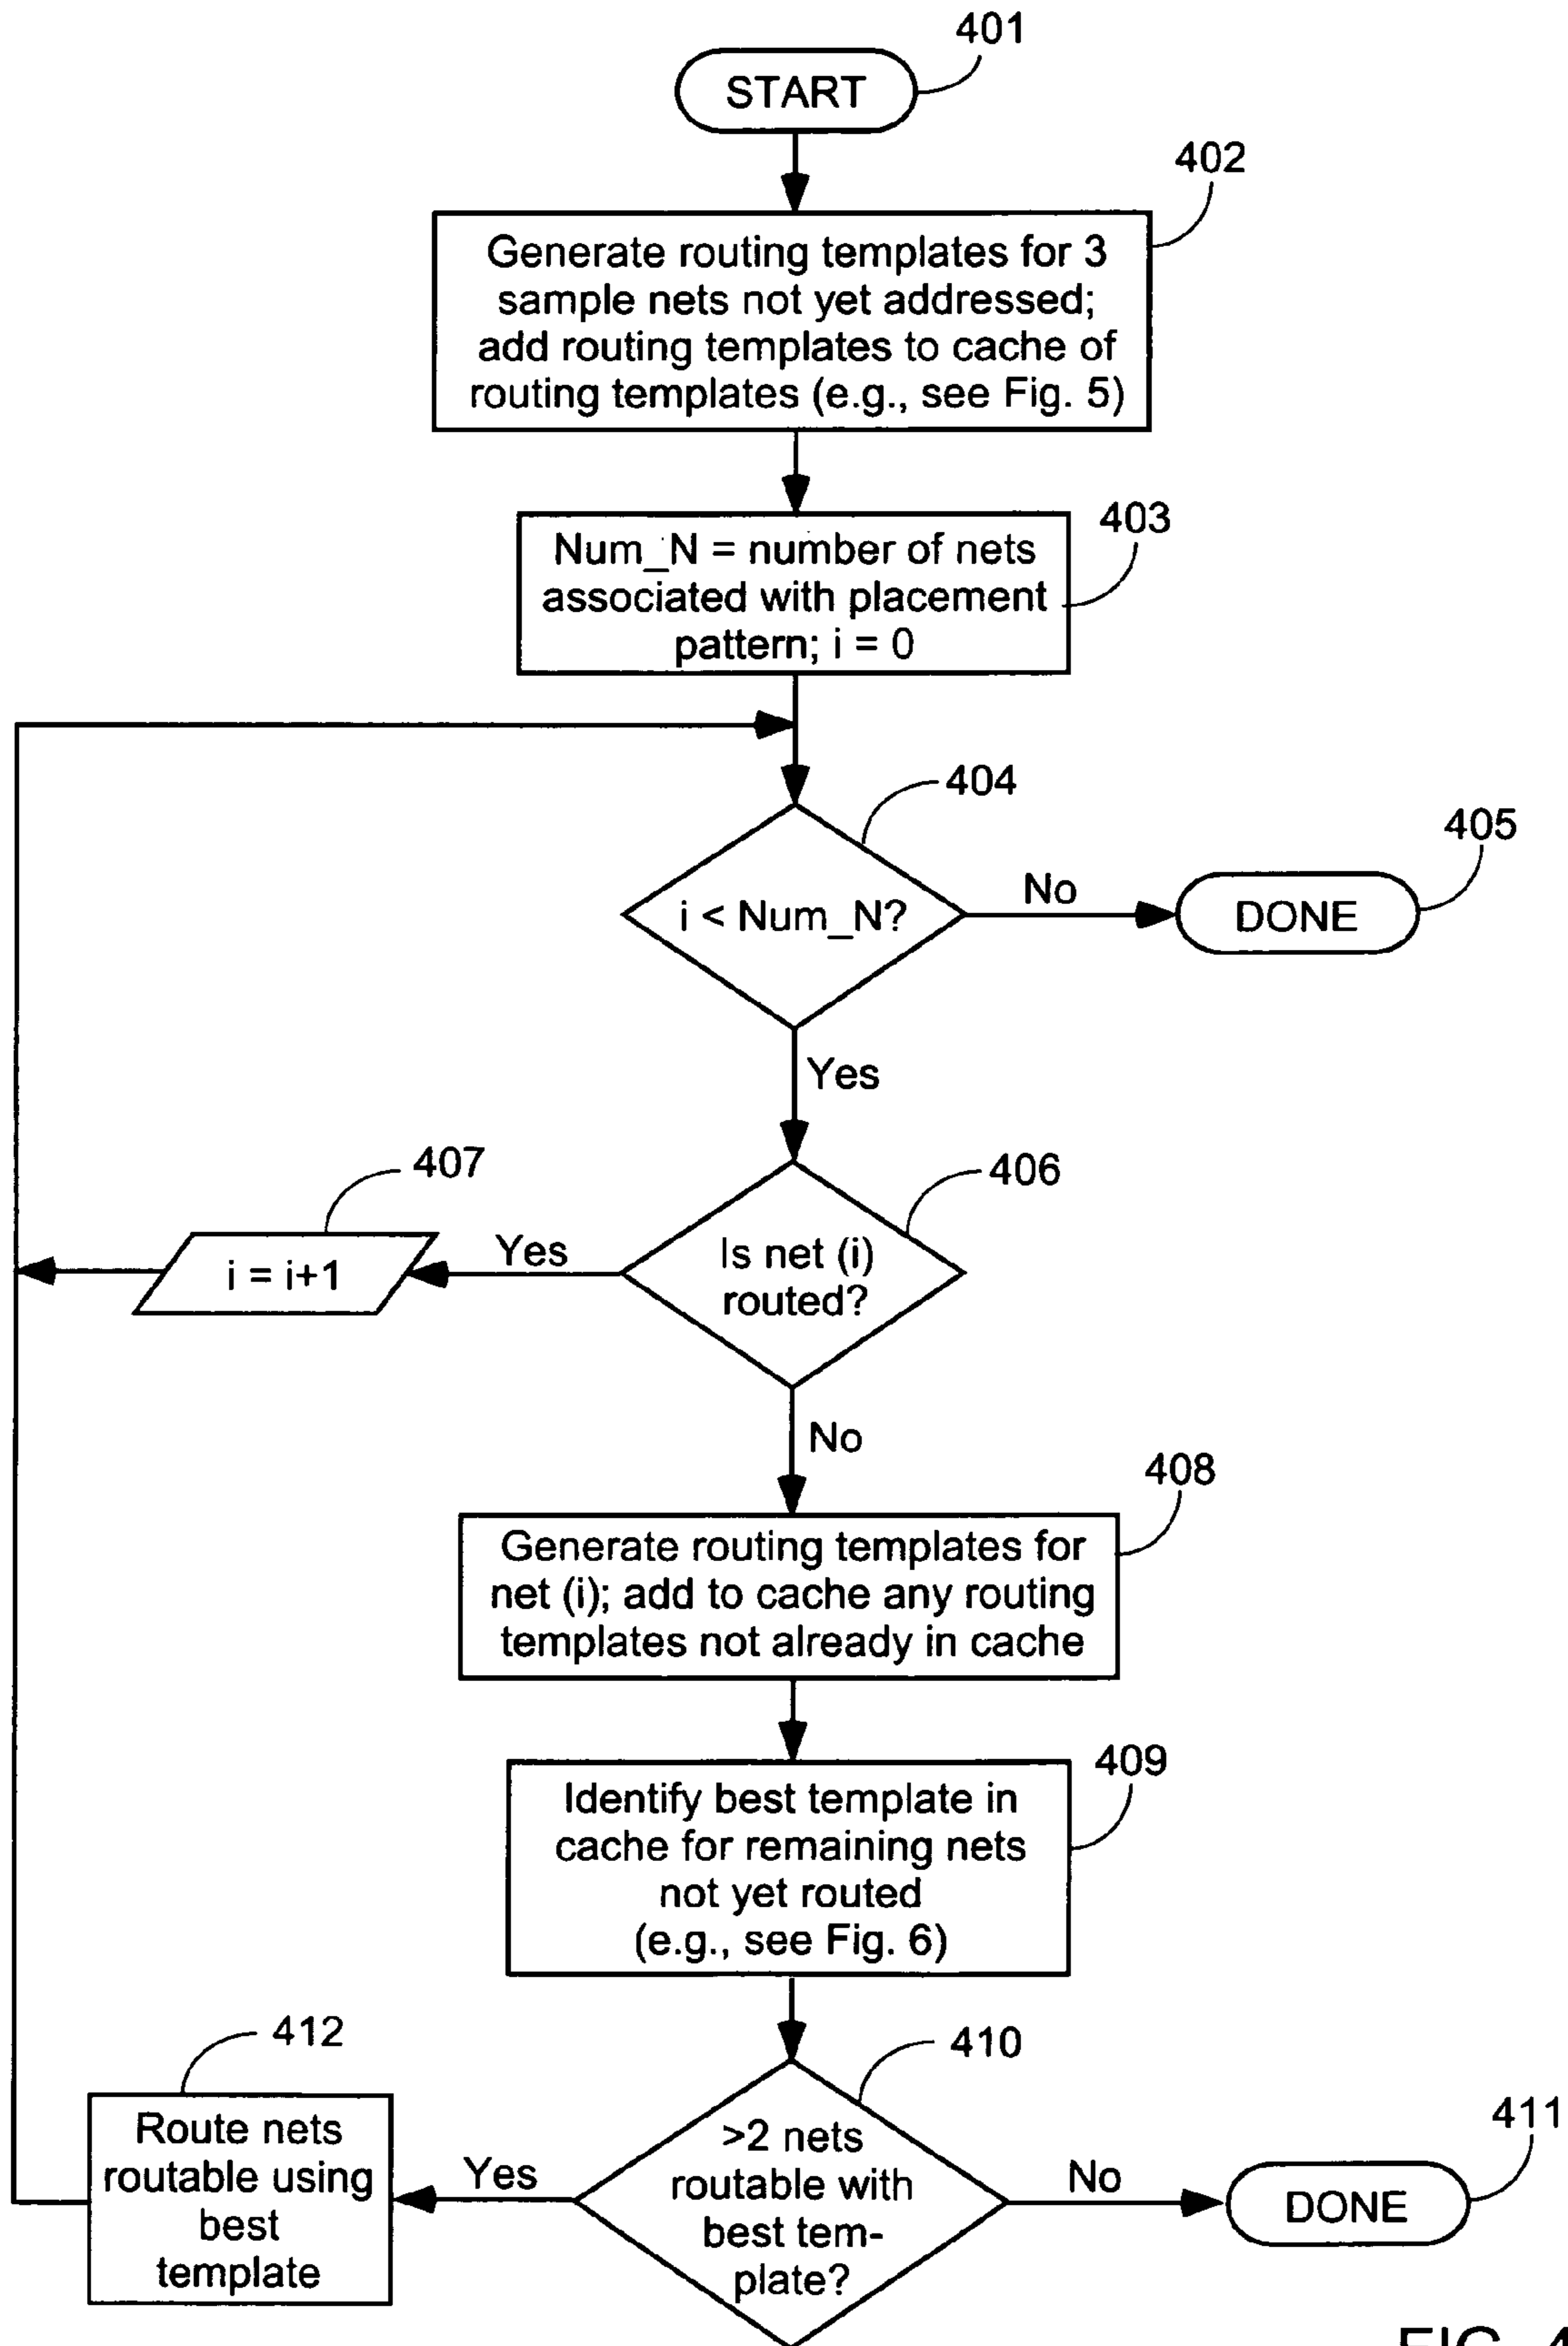 401
START
402
Generate routing templates for 3
sample nets not yet addressed;
add routing templates to cache of
routing templates (e.g., see Fig. 5)
403
Num_N = number of nets
associated with placement
pattern; i = 0
404
i < Num_N?
No
405
DONE
Yes
406
Is net (i)
routed?
Yes
407
i = i+1
No
408
Generate routing templates for
net (i); add to cache any routing
templates not already in cache
409
Identify best template in
cache for remaining nets
not yet routed
(e.g., see Fig. 6)
410
>2 nets
routable with
best tem-
plate?
No
411
DONE
Yes
412
Route nets
routable using
best
template
FIG. 4